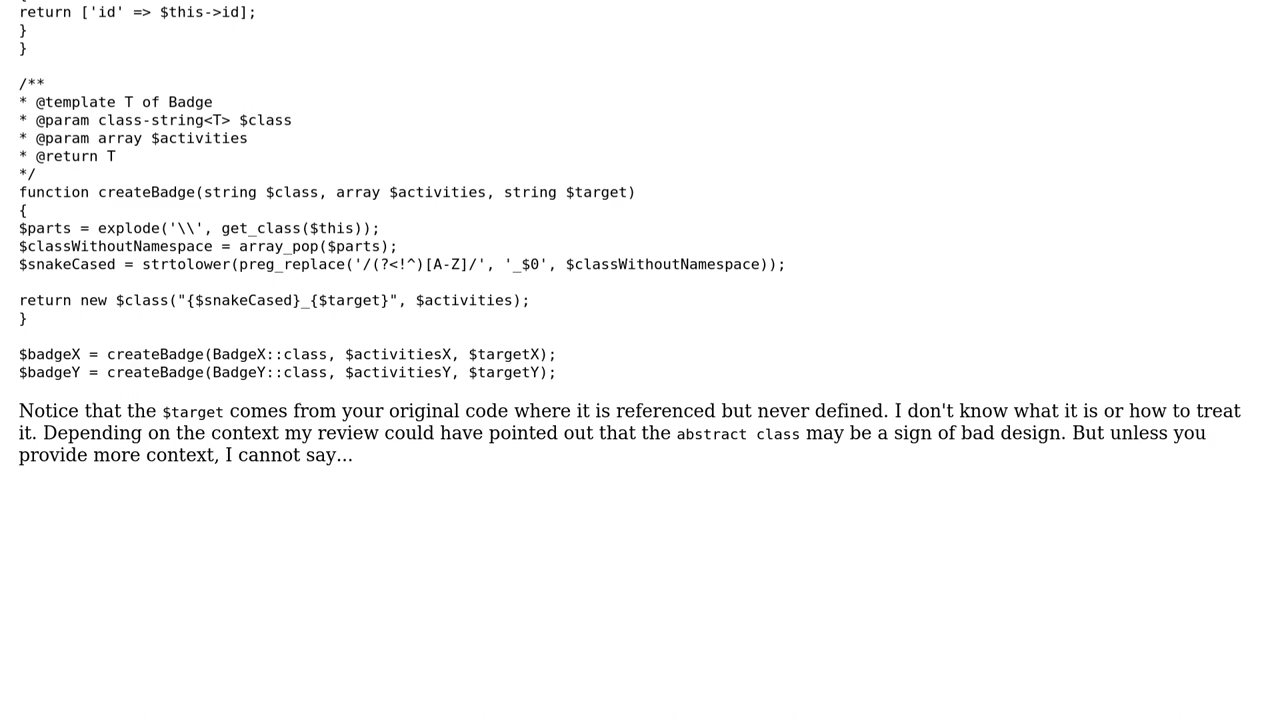 return ['id' => $this->id];
}
}
/**
* @template T of Badge
* @param class-string<T> $class
* @param array $activities
* @return T
*/
function createBadge(string $class, array $activities, string $target)
{
$parts = explode('\\', get_class($this));
$classWithoutNamespace = array_pop($parts);
$snakeCased = strtolower(preg_replace('/(?<!^)[A-Z]/', '_$0', $classWithoutNamespace));
return new $class("{$snakeCased}_{$target}", $activities);
}
$badgeX = createBadge(BadgeX::class, $activitiesX, $targetX);
$badgeY = createBadge(BadgeY::class, $activitiesY, $targetY);
Notice that the $target comes from your original code where it is referenced but never defined. I don't know what it is or how to treat
it. Depending on the context my review could have pointed out that the abstract class may be a sign of bad design. But unless you
provide more context, I cannot say...